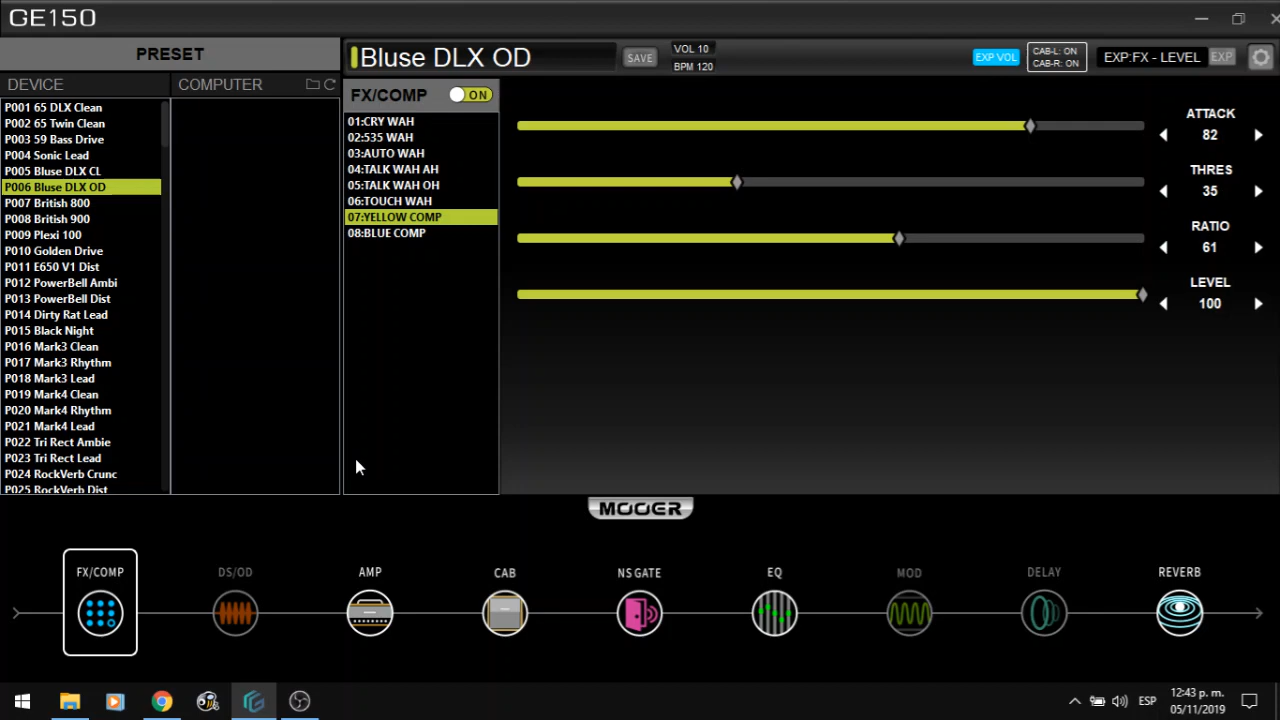 GE150
PRESET
DEVICE
COMPUTER
P001 65 DLX Clean
P002 65 Twin Clean
P003 59 Bass Drive
P004 Sonic Lead
P005 Bluse DLX CL
P006 Bluse DLX OD
P007 British 800
P008 British 900
P009 Plexi 100
P010 Golden Drive
P011 E650 V1 Dist
P012 PowerBell Ambi
P013 PowerBell Dist
P014 Dirty Rat Lead
P015 Black Night
P016 Mark3 Clean
P017 Mark3 Rhythm
P018 Mark3 Lead
P019 Mark4 Clean
P020 Mark4 Rhythm
P021 Mark4 Lead
P022 Tri Rect Ambie
P023 Tri Rect Lead
P024 RockVerb Crunc
P025 RockVerb Dist
Bluse DLX OD
SAVE
VOL 10
BPM 120
EXP VOL
CAB-L: ON
CAB-R: ON
EXP:FX - LEVEL
EXP
FX/COMP
ON
01:CRY WAH
02:535 WAH
03:AUTO WAH
04:TALK WAH AH
05:TALK WAH OH
06:TOUCH WAH
07:YELLOW COMP
08:BLUE COMP
ATTACK
82
THRES
35
RATIO
61
LEVEL
100
MOOER
FX/COMP
DS/OD
AMP
CAB
NS GATE
EQ
MOD
DELAY
REVERB
ESP
12:43 p. m.
05/11/2019